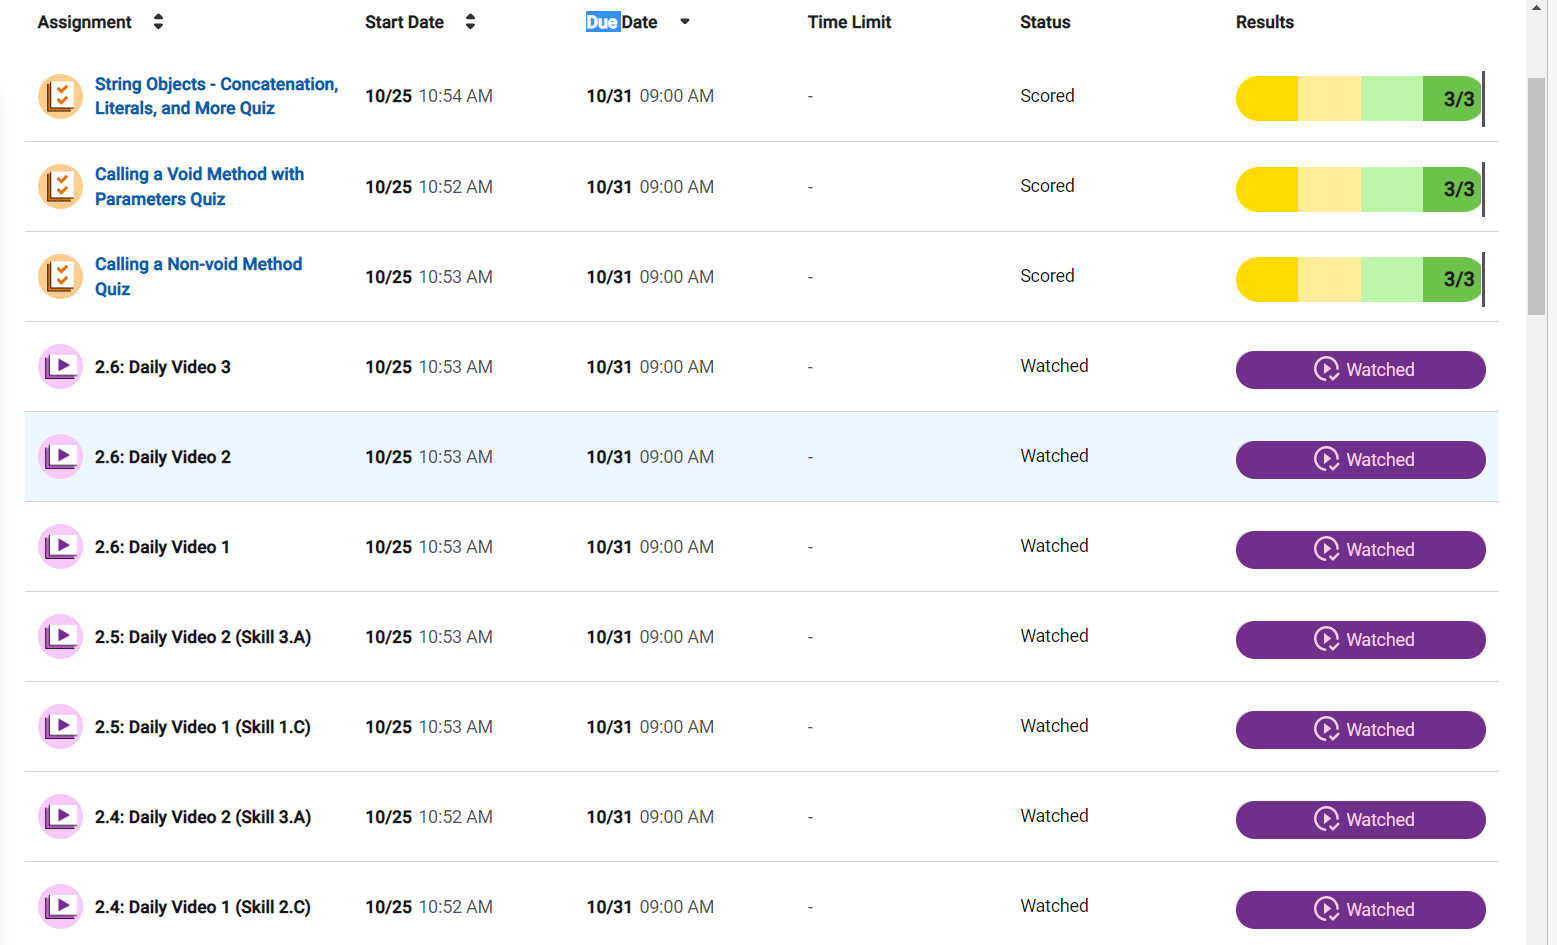 Assignment Start Date Due Date Time Limit Status Results
String Objects - Concatenation,
Literals, and More Quiz
10/25 10:54 AM 10/31 09:00 AM - Scored 3/3
Calling a Void Method with
Parameters Quiz
10/25 10:52 AM 10/31 09:00 AM - Scored 3/3
Calling a Non-void Method
Quiz
10/25 10:53 AM 10/31 09:00 AM - Scored 3/3
2.6: Daily Video 3 10/25 10:53 AM 10/31 09:00 AM - Watched Watched
2.6: Daily Video 2 10/25 10:53 AM 10/31 09:00 AM - Watched Watched
2.6: Daily Video 1 10/25 10:53 AM 10/31 09:00 AM - Watched Watched
2.5: Daily Video 2 (Skill 3.A) 10/25 10:53 AM 10/31 09:00 AM - Watched Watched
2.5: Daily Video 1 (Skill 1.C) 10/25 10:53 AM 10/31 09:00 AM - Watched Watched
2.4: Daily Video 2 (Skill 3.A) 10/25 10:52 AM 10/31 09:00 AM - Watched Watched
2.4: Daily Video 1 (Skill 2.C) 10/25 10:52 AM 10/31 09:00 AM - Watched Watched